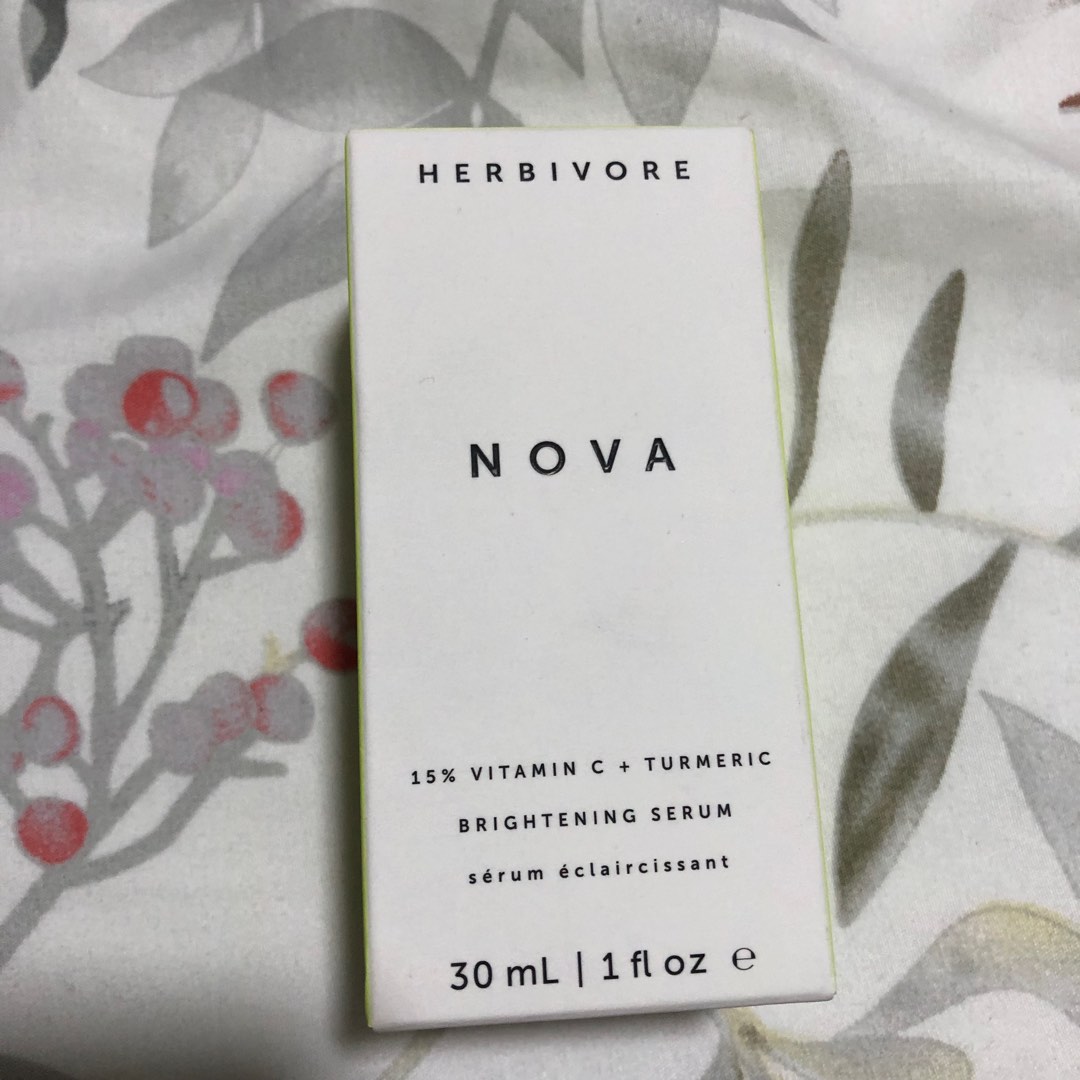 HERBIVORE
NOVA
15% VITAMIN C + TURMERIC
BRIGHTENING SERUM
sérum éclaircissant
30 mL | 1 fl oz ℮